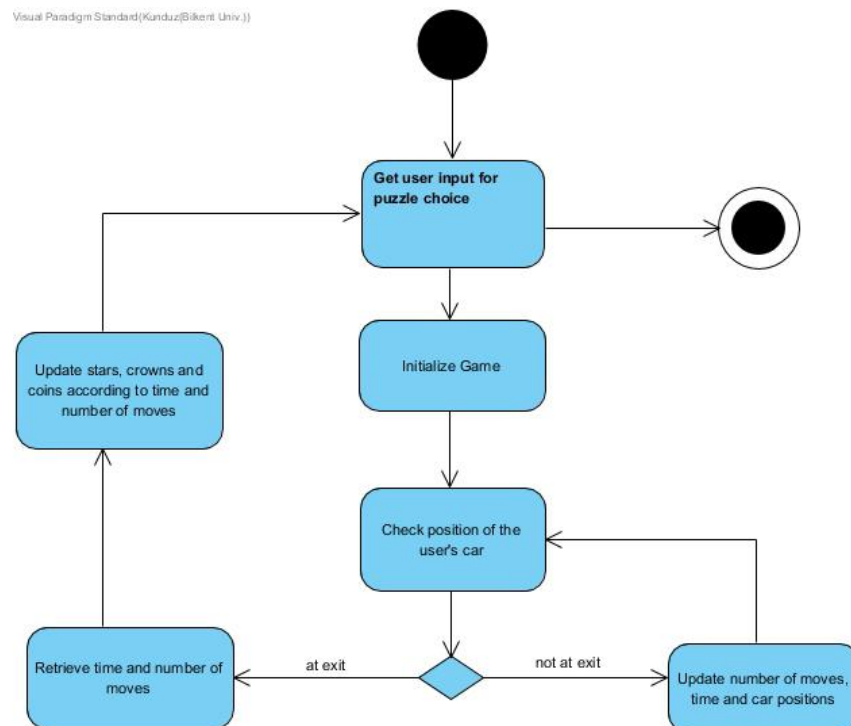 Visual Paradigm Standard(Kunduz(Bilkent Univ.))
Get user input for
puzzle choice
Initialize Game
Update stars, crowns and
coins according to time and
number of moves
Check position of the
user's car
at exit
not at exit
Retrieve time and number of
moves
Update number of moves,
time and car positions